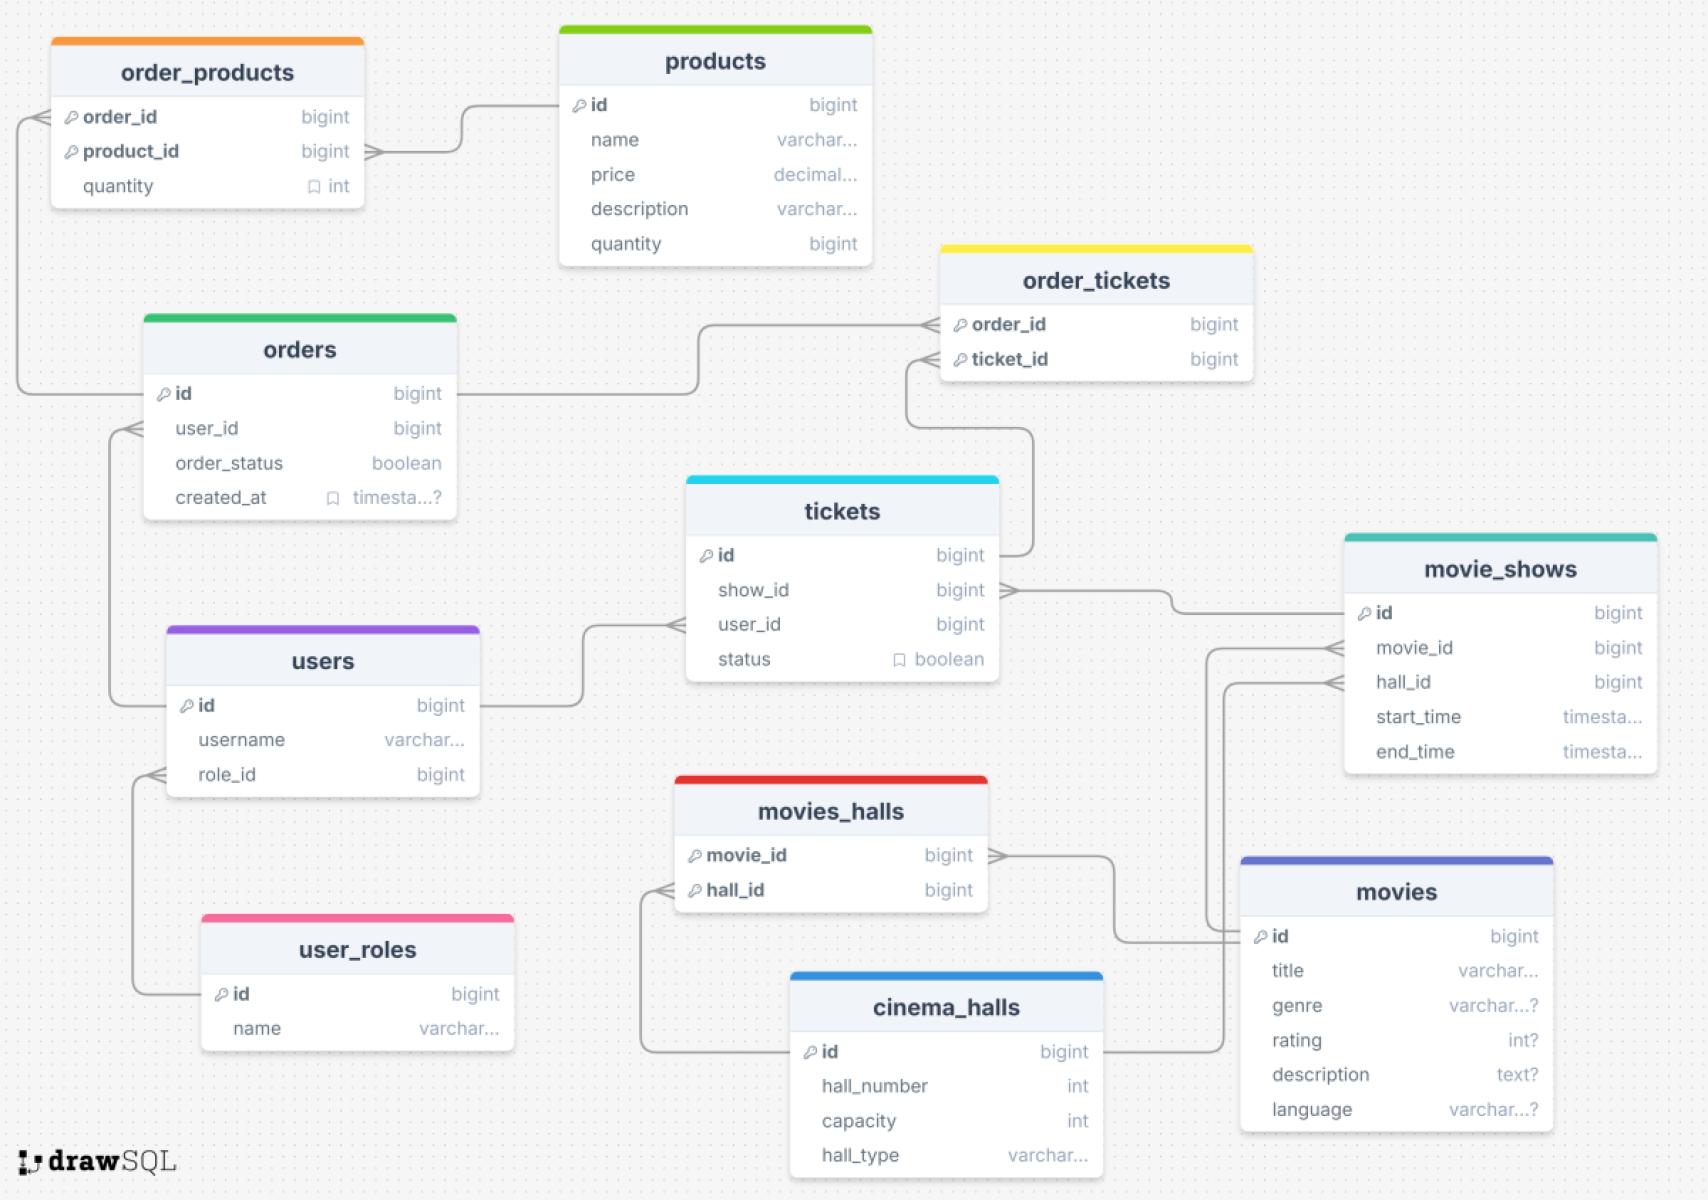 order_products
order_id bigint
product_id bigint
quantity int
products
id bigint
name varchar...
price decimal...
description varchar...
quantity bigint
order_tickets
order_id bigint
ticket_id bigint
orders
id bigint
user_id bigint
order_status boolean
created_at timesta...?
tickets
id bigint
show_id bigint
user_id bigint
status boolean
movie_shows
id bigint
movie_id bigint
hall_id bigint
start_time timesta...
end_time timesta...
users
id bigint
username varchar...
role_id bigint
movies_halls
movie_id bigint
hall_id bigint
movies
id bigint
title varchar...
genre varchar...?
rating int?
description text?
language varchar...?
user_roles
id bigint
name varchar...
cinema_halls
id bigint
hall_number int
capacity int
hall_type varchar...
drawSQL